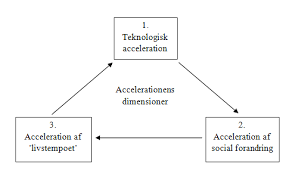 1.
Teknologisk
acceleration
Accelerationens
dimensioner
3.
Acceleration af
'livstempoet'
2.
Acceleration af
social forandring